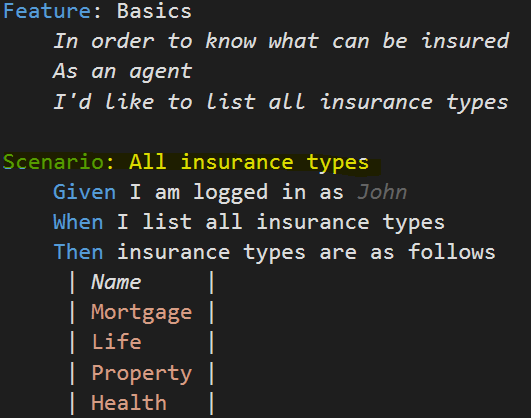 Feature: Basics
In order to know what can be insured
As an agent
I'd like to list all insurance types
Scenario: All insurance types
Given I am logged in as John
When I list all insurance types
Then insurance types are as follows
| Name |
| Mortgage |
| Life |
| Property |
| Health |